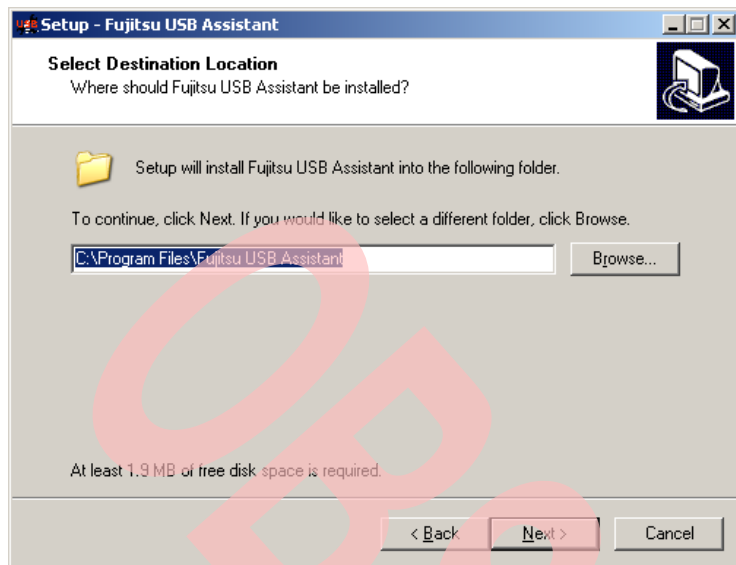 USB Setup - Fujitsu USB Assistant
Select Destination Location
Where should Fujitsu USB Assistant be installed?
Setup will install Fujitsu USB Assistant into the following folder.
To continue, click Next. If you would like to select a different folder, click Browse.
C:\Program Files\Fujitsu USB Assistant
Browse...
At least 1.9 MB of free disk space is required.
< Back
Next >
Cancel